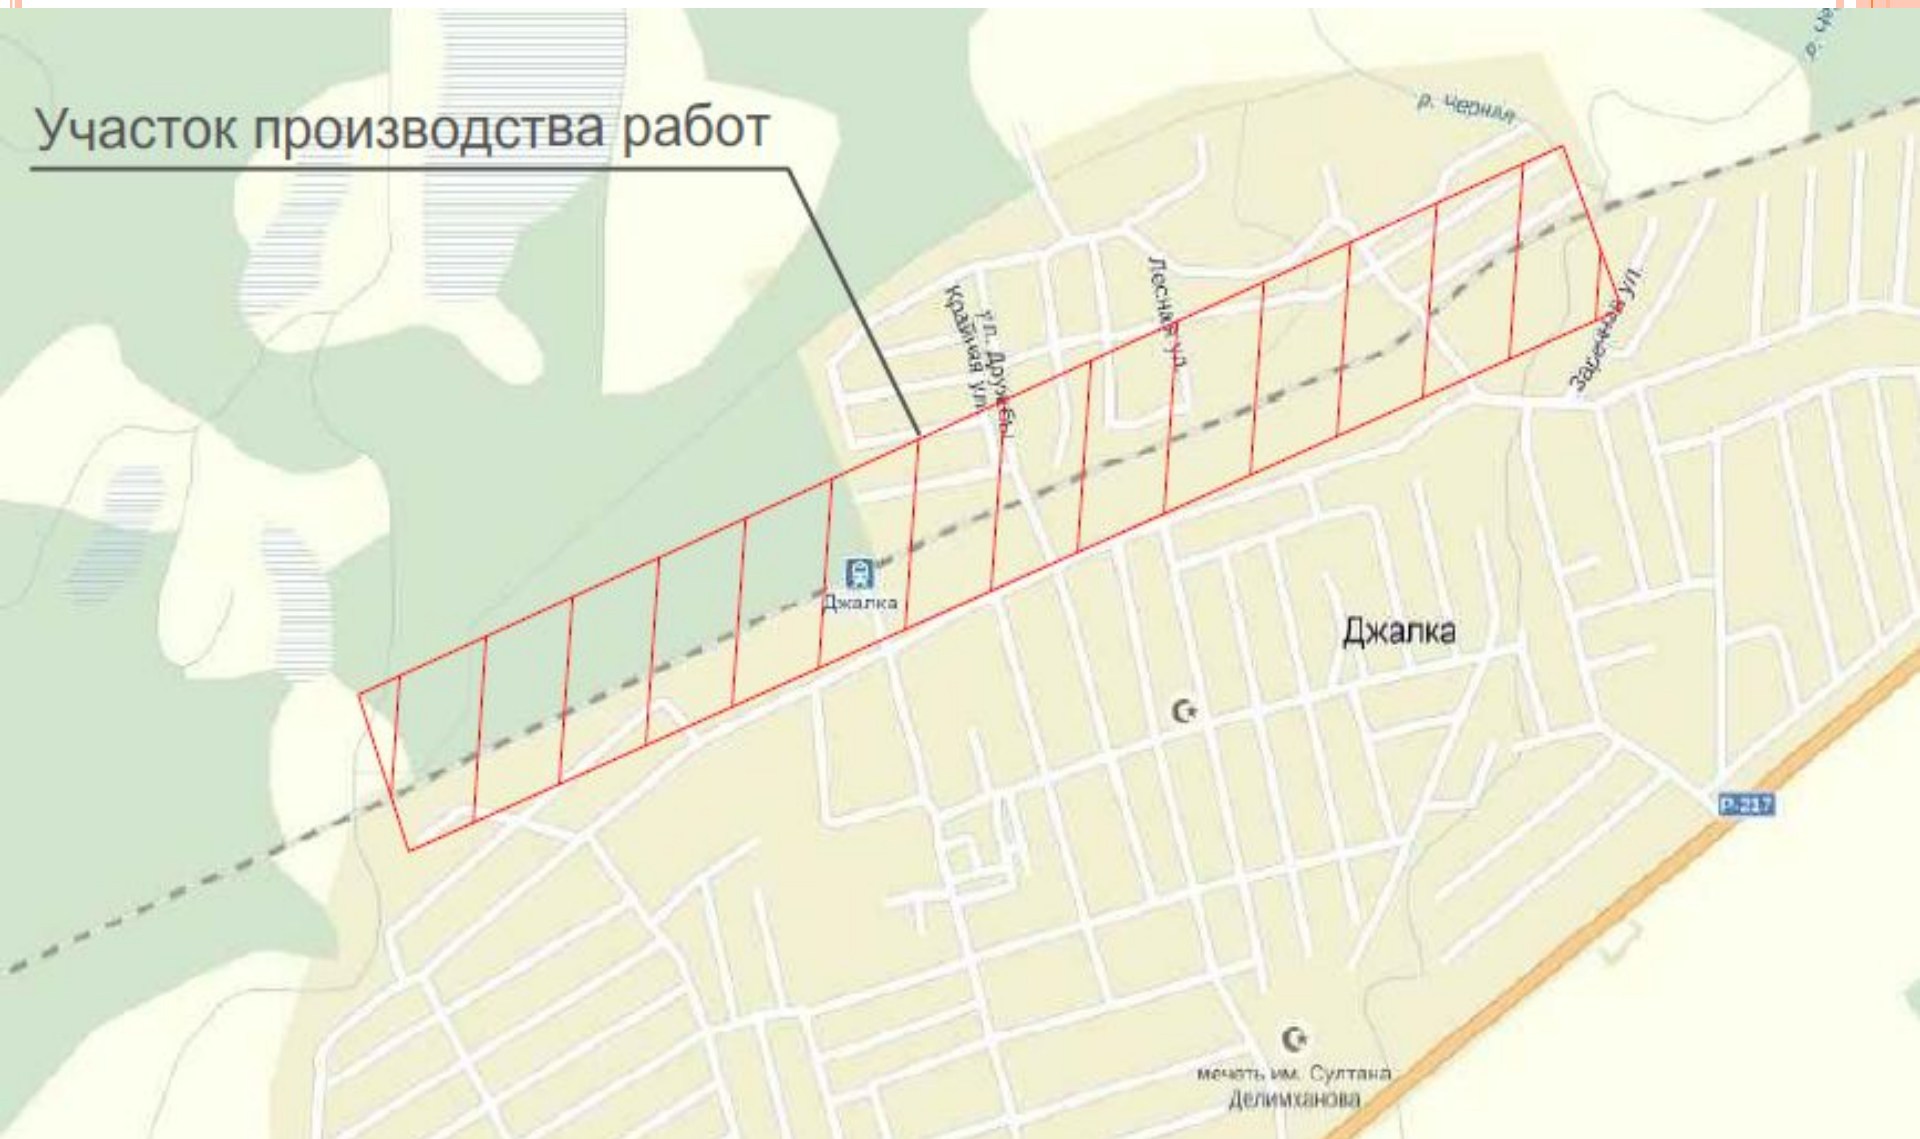 р. Че
р. Черная
Участок производства работ
Лесная ул.
Крайняя ул.
ул. Дружбы
Заречная ул.
Джалка
Джалка
Р-217
мечеть им. Султана
Делимханова